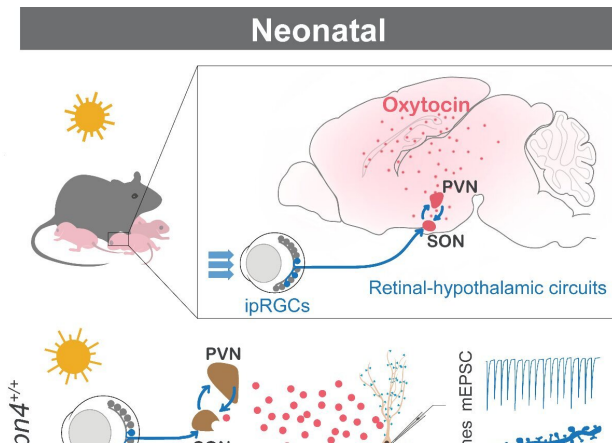 Neonatal
Oxytocin
PVN
SON
ipRGCs
Retinal-hypothalamic circuits
PVN
mEPSC